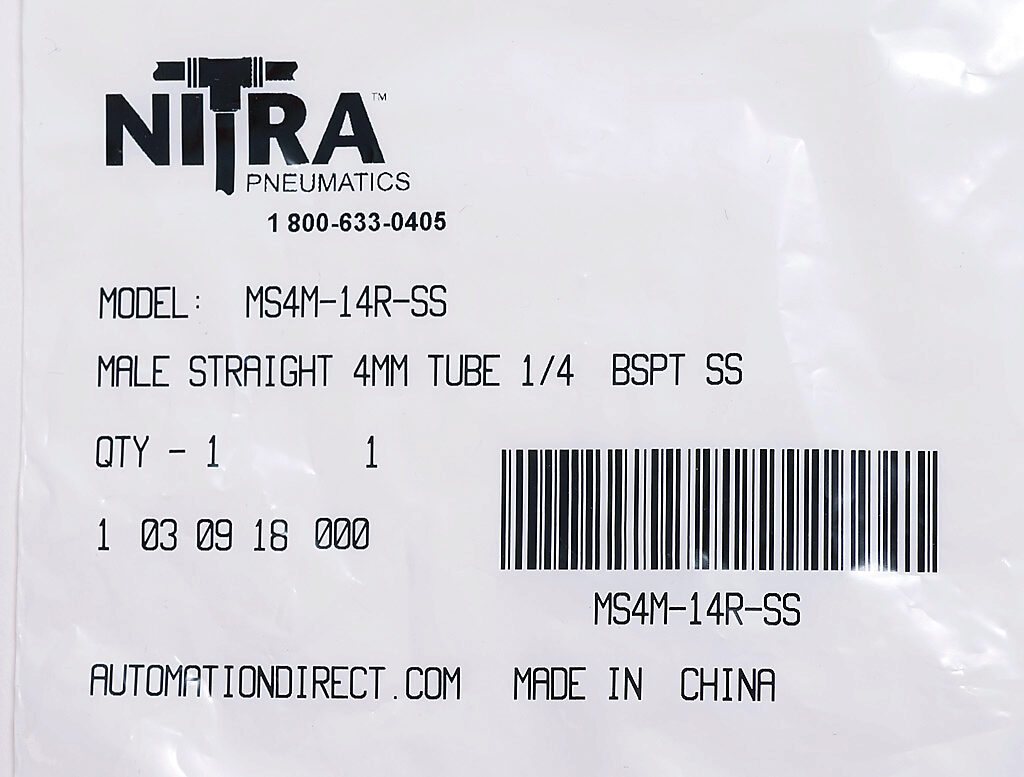 NITRA™
PNEUMATICS
1 800-633-0405
MODEL: MS4M-14R-SS
MALE STRAIGHT 4MM TUBE 1/4 BSPT SS
QTY - 1 1
1 03 09 18 000
MS4M-14R-SS
AUTOMATIONDIRECT.COM MADE IN CHINA